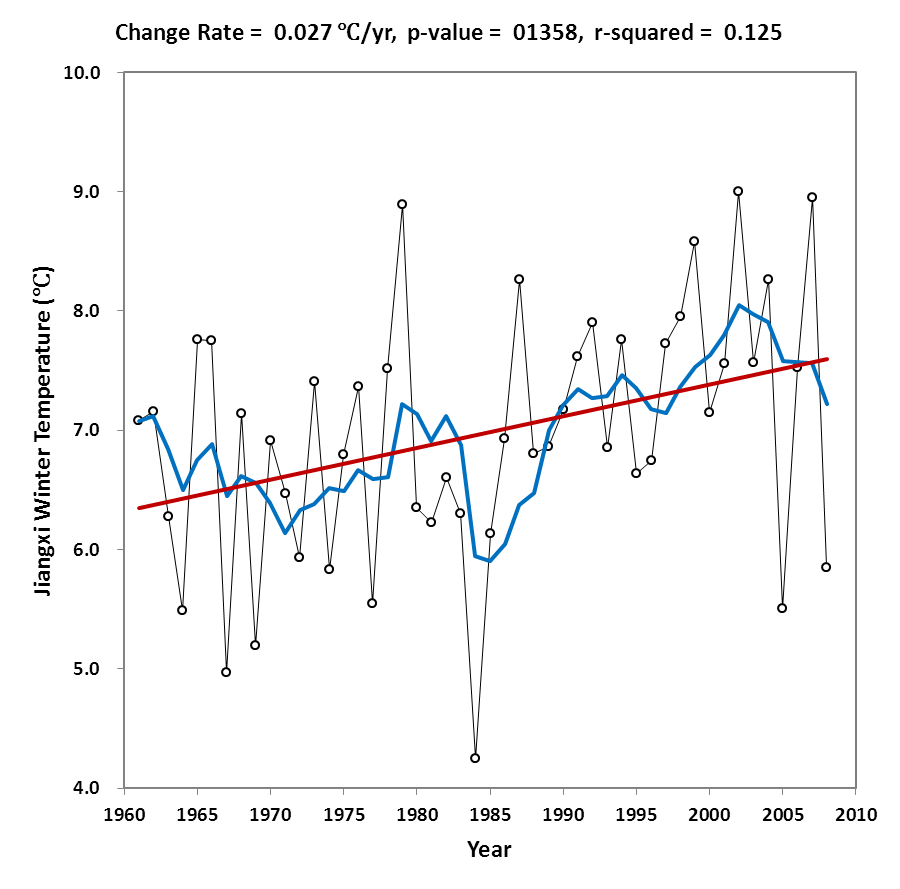 Change Rate = 0.027 ℃/yr, p-value = 01358, r-squared = 0.125
10.0
9.0
8.0
7.0
6.0
5.0
4.0
Jiangxi Winter Temperature (℃)
1960 1965 1970 1975 1980 1985 1990 1995 2000 2005 2010
Year